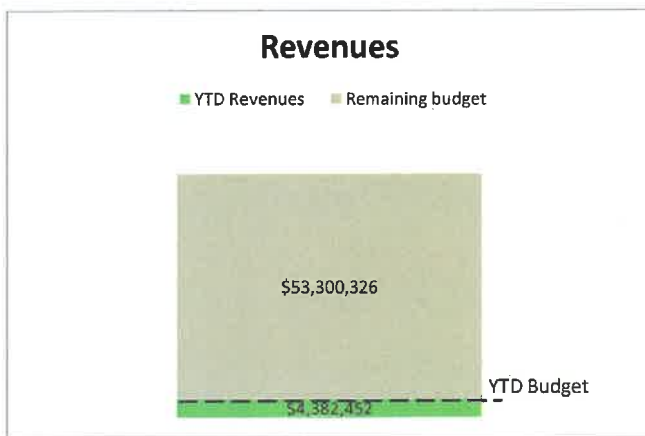 Revenues
YTD Revenues Remaining budget
$53,300,326
YTD Budget
$4,382,452